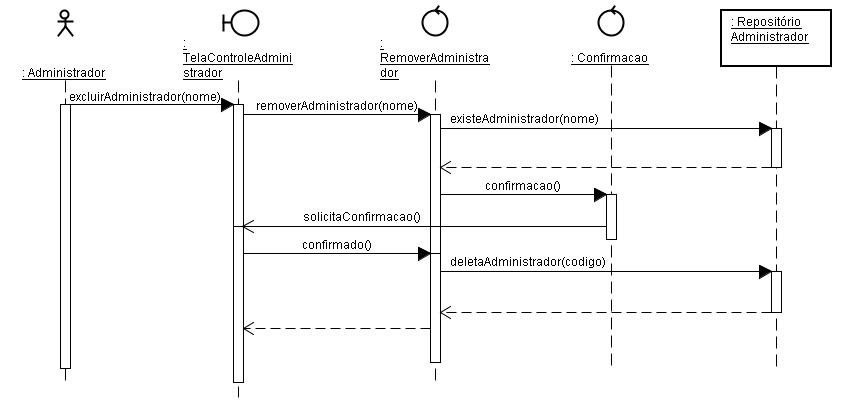 : Repositório
Administrador
:
TelaControleAdmini
strador
:
RemoverAdministra
dor
: Confirmacao
: Administrador
excluirAdministrador(nome)
removerAdministrador(nome)
existeAdministrador(nome)
confirmacao()
solicitaConfirmacao()
confirmado()
deletaAdministrador(codigo)